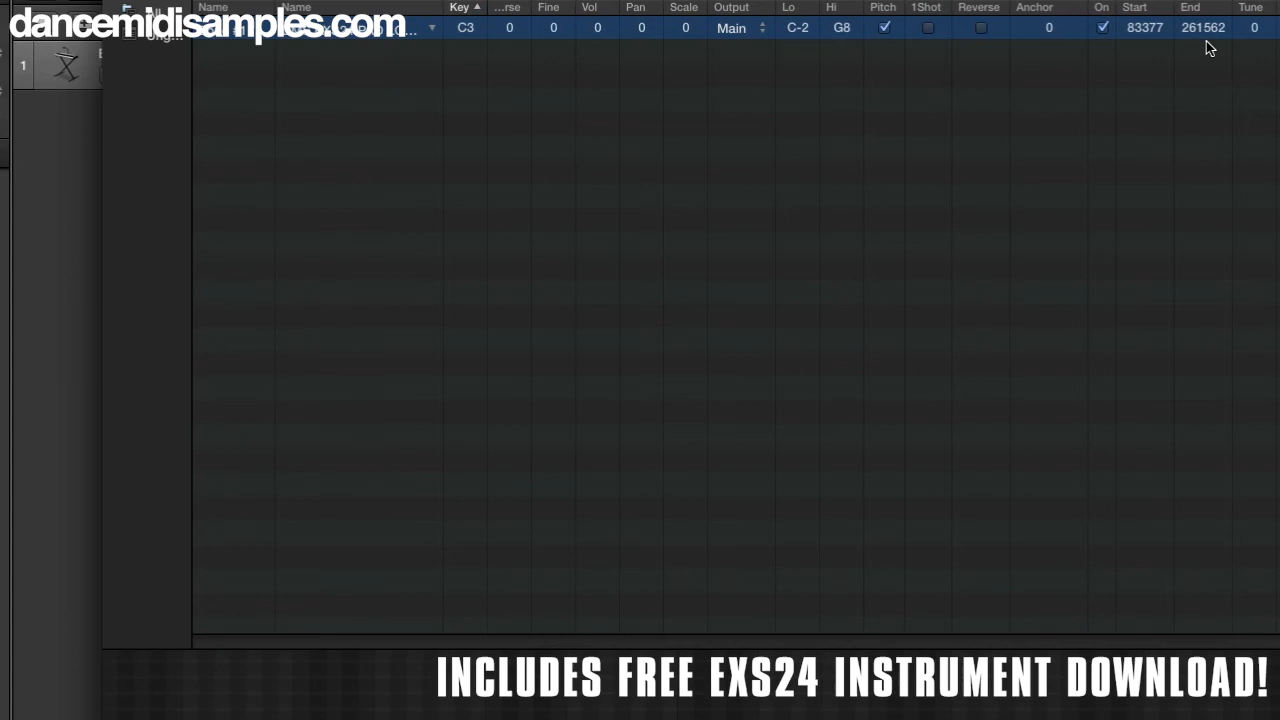 dancemidisamples.com
Name Name Key ...rse Fine Vol Pan Scale Output Lo Hi Pitch 1Shot Reverse Anchor On Start End Tune
C3 0 0 0 0 0 Main C-2 G8 0 83377 261562 0
1
INCLUDES FREE EXS24 INSTRUMENT DOWNLOAD!